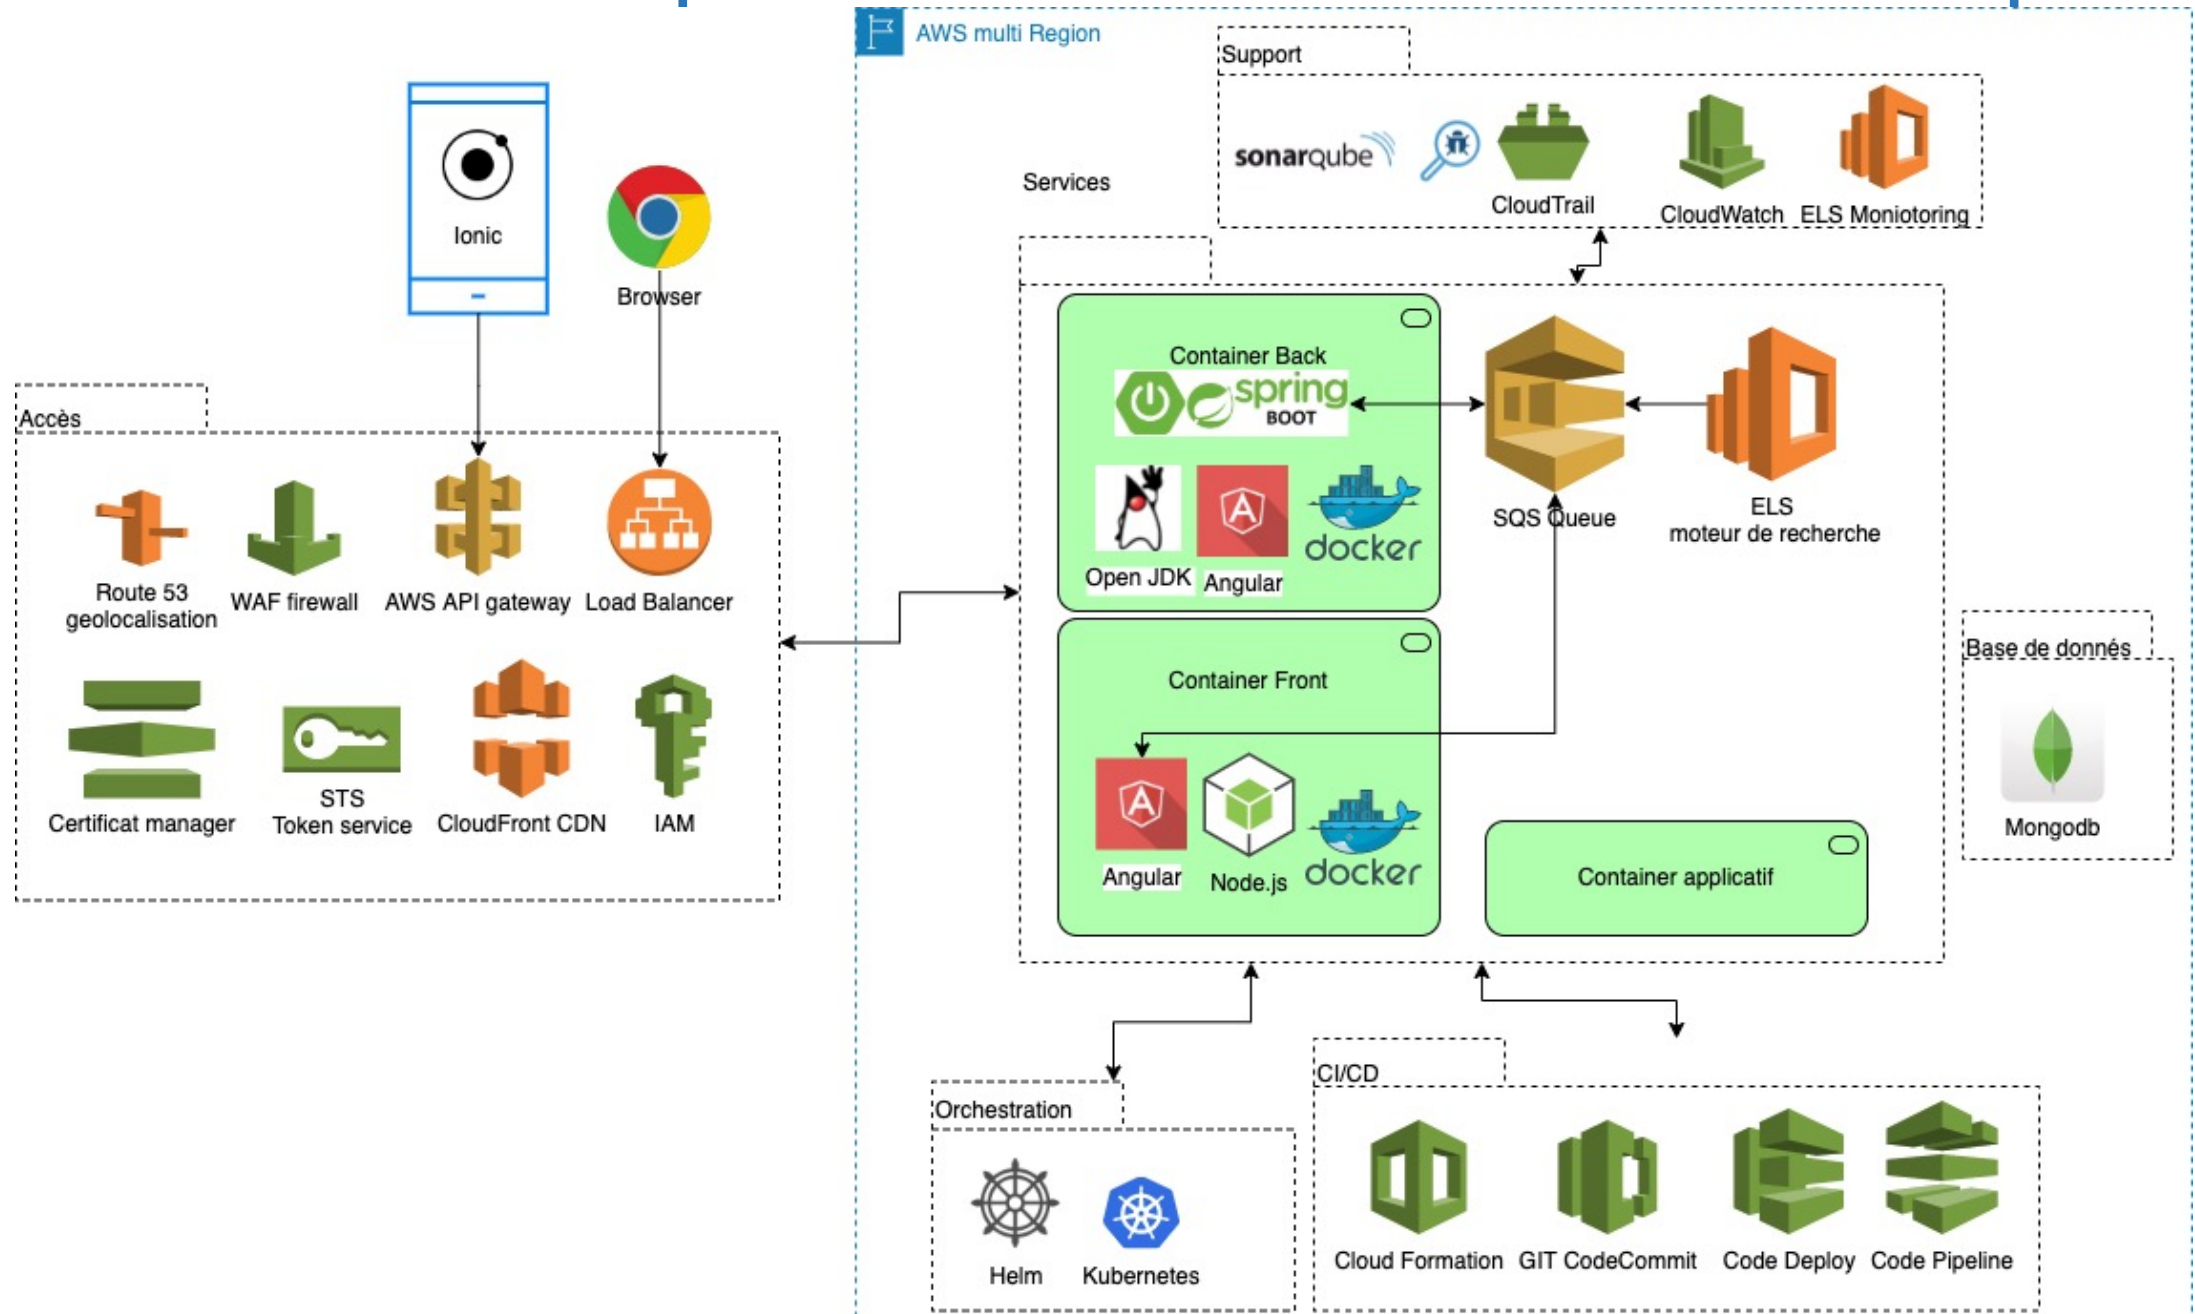 AWS multi Region
Support
sonarqube
CloudTrail
CloudWatch
ELS Moniotoring
Services
Ionic
Browser
Accès
Route 53
geolocalisation
WAF firewall
AWS API gateway
Load Balancer
Certificat manager
STS
Token service
CloudFront CDN
IAM
Container Back
spring
BOOT
Open JDK
Angular
docker
SQS Queue
ELS
moteur de recherche
Container Front
Angular
Node.js
docker
Container applicatif
Base de donnés
Mongodb
Orchestration
Helm
Kubernetes
CI/CD
Cloud Formation
GIT CodeCommit
Code Deploy
Code Pipeline